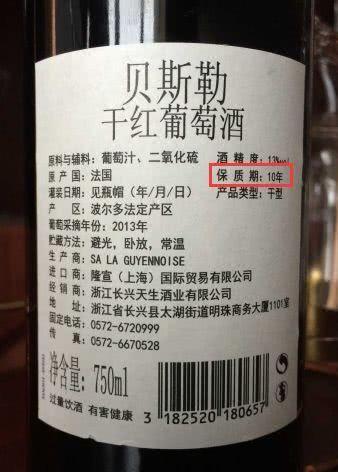 贝斯勒
干红葡萄酒
原料与辅料：葡萄汁、二氧化硫 酒精度：13%vol
原产国：法国 保质期：10年
灌装日期：见瓶帽（年/月/日） 产品类型：干型
产区：波尔多法定产区
葡萄采摘年份：2013年
贮藏方法：避光，卧放，常温
生产商：SA LA GUYENNOISE
进口商：隆宣（上海）国际贸易有限公司
经销商：浙江长兴天生酒业有限公司
地址：浙江省长兴县太湖街道明珠商务大厦1101室
固定电话：0572-6720999
传真：0572-6670528
净含量：750ml
过量饮酒 有害健康
3 182520 180657